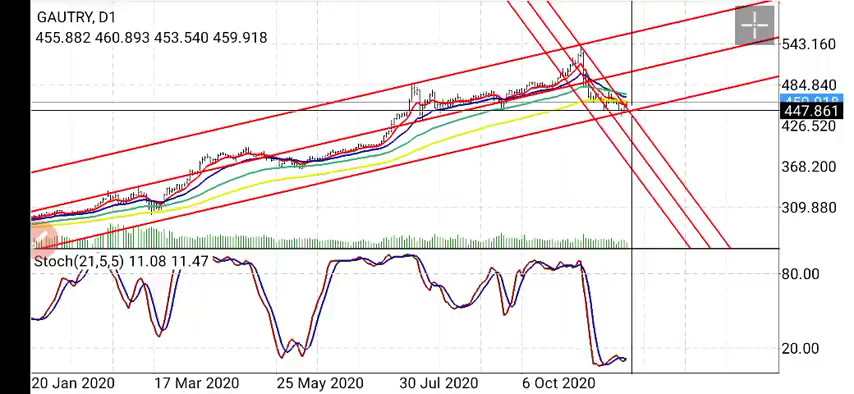 GAUTRY, D1
455.882 460.893 453.540 459.918
543.160
484.840
447.861
426.520
368.200
309.880
Stoch(21,5,5) 11.08 11.47
80.00
20.00
20 Jan 2020 17 Mar 2020 25 May 2020 30 Jul 2020 6 Oct 2020